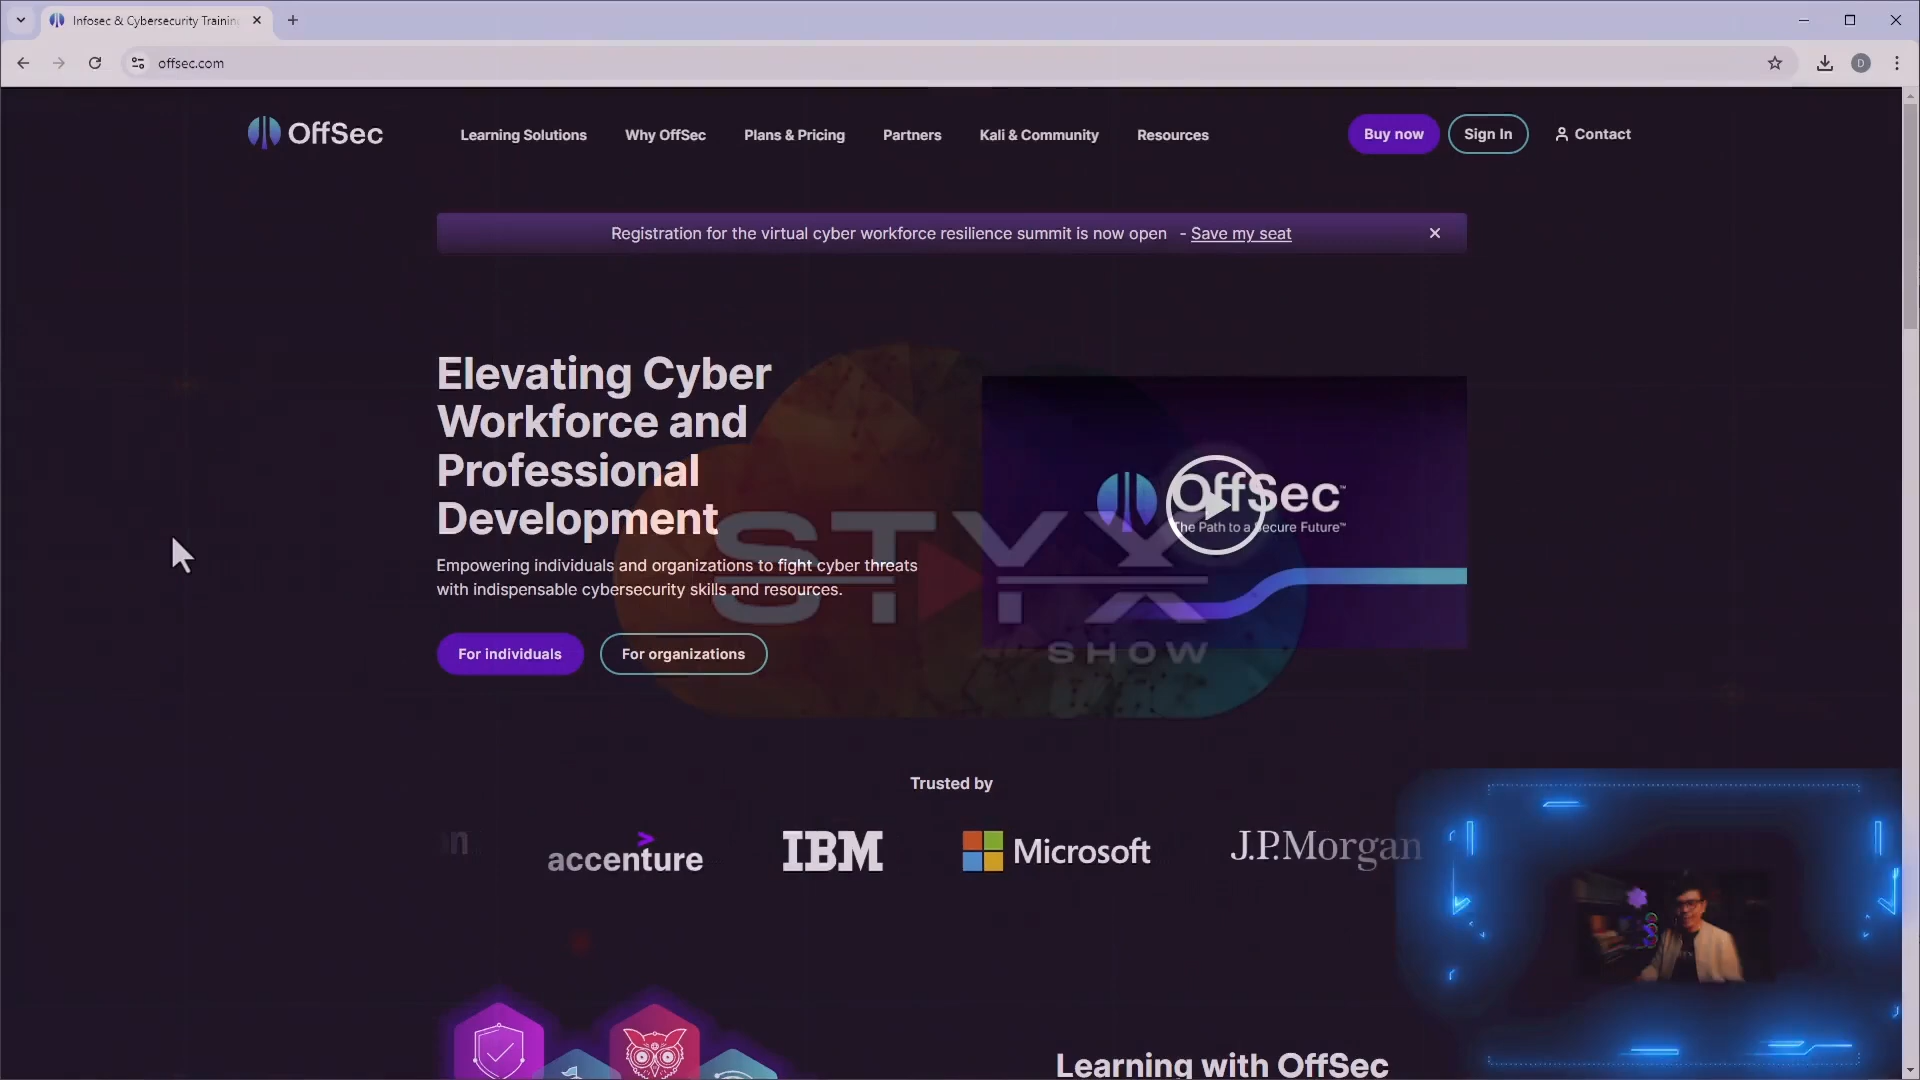 Infosec & Cybersecurity Training
offsec.com
D
OffSec
Learning Solutions
Why OffSec
Plans & Pricing
Partners
Kali & Community
Resources
Buy now
Sign In
Contact
Registration for the virtual cyber workforce resilience summit is now open - Save my seat
Elevating Cyber
Workforce and
Professional
Development
Empowering individuals and organizations to fight cyber threats
with indispensable cybersecurity skills and resources.
For individuals
For organizations
OffSec™
The Path to a Secure Future™
STYX
SHOW
Trusted by
accenture
IBM
Microsoft
J.P.Morgan
Learning with OffSec